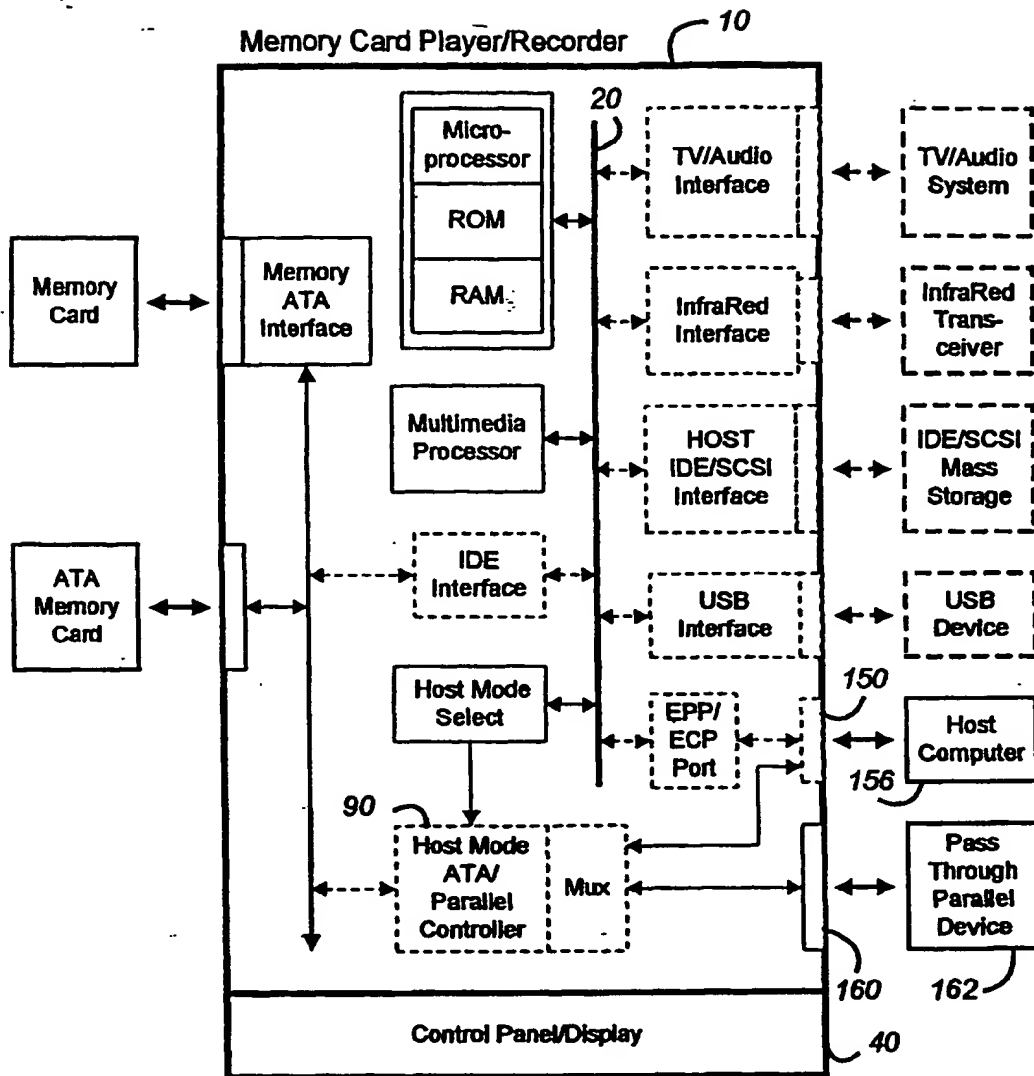 Memory Card Player/Recorder
10
20
Micro-
processor
ROM
RAM
TV/Audio
Interface
TV/Audio
System
Memory
Card
Memory
ATA
Interface
InfraRed
Interface
InfraRed
Trans-
ceiver
Multimedia
Processor
HOST
IDE/SCSI
Interface
IDE/SCSI
Mass
Storage
ATA
Memory
Card
IDE
Interface
USB
Interface
USB
Device
150
Host Mode
Select
EPP/
ECP
Port
Host
Computer
156
90
Host Mode
ATA/
Parallel
Controller
Mux
Pass
Through
Parallel
Device
160
162
Control Panel/Display
40